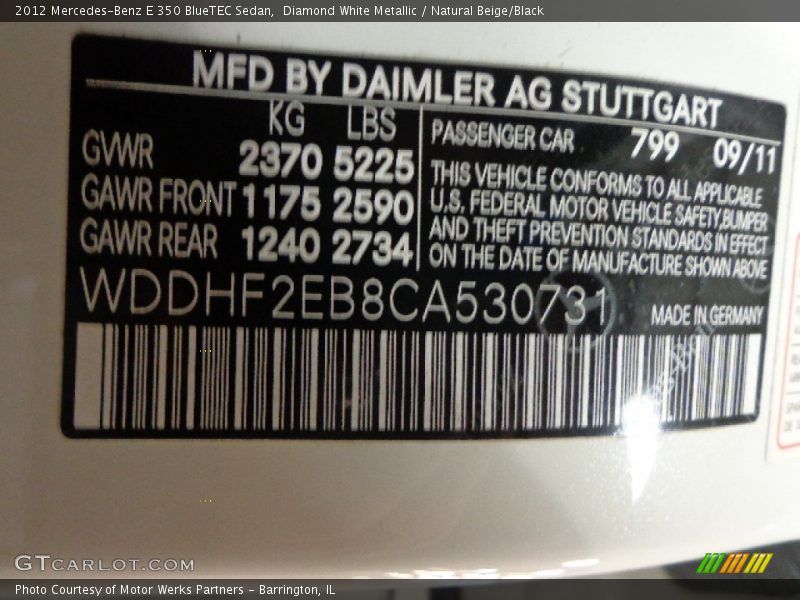 2012 Mercedes-Benz E 350 BlueTEC Sedan,  Diamond White Metallic / Natural Beige/Black
MFD BY DAIMLER AG STUTTGART
KG LBS
GVWR 2370 5225
GAWR FRONT 1175 2590
GAWR REAR 1240 2734
PASSENGER CAR 799 09/11
THIS VEHICLE CONFORMS TO ALL APPLICABLE
U.S. FEDERAL MOTOR VEHICLE SAFETY,BUMPER
AND THEFT PREVENTION STANDARDS IN EFFECT
ON THE DATE OF MANUFACTURE SHOWN ABOVE
WDDHF2EB8CA530731
MADE IN GERMANY
GTCARLOT.COM
Photo Courtesy of Motor Werks Partners - Barrington, IL